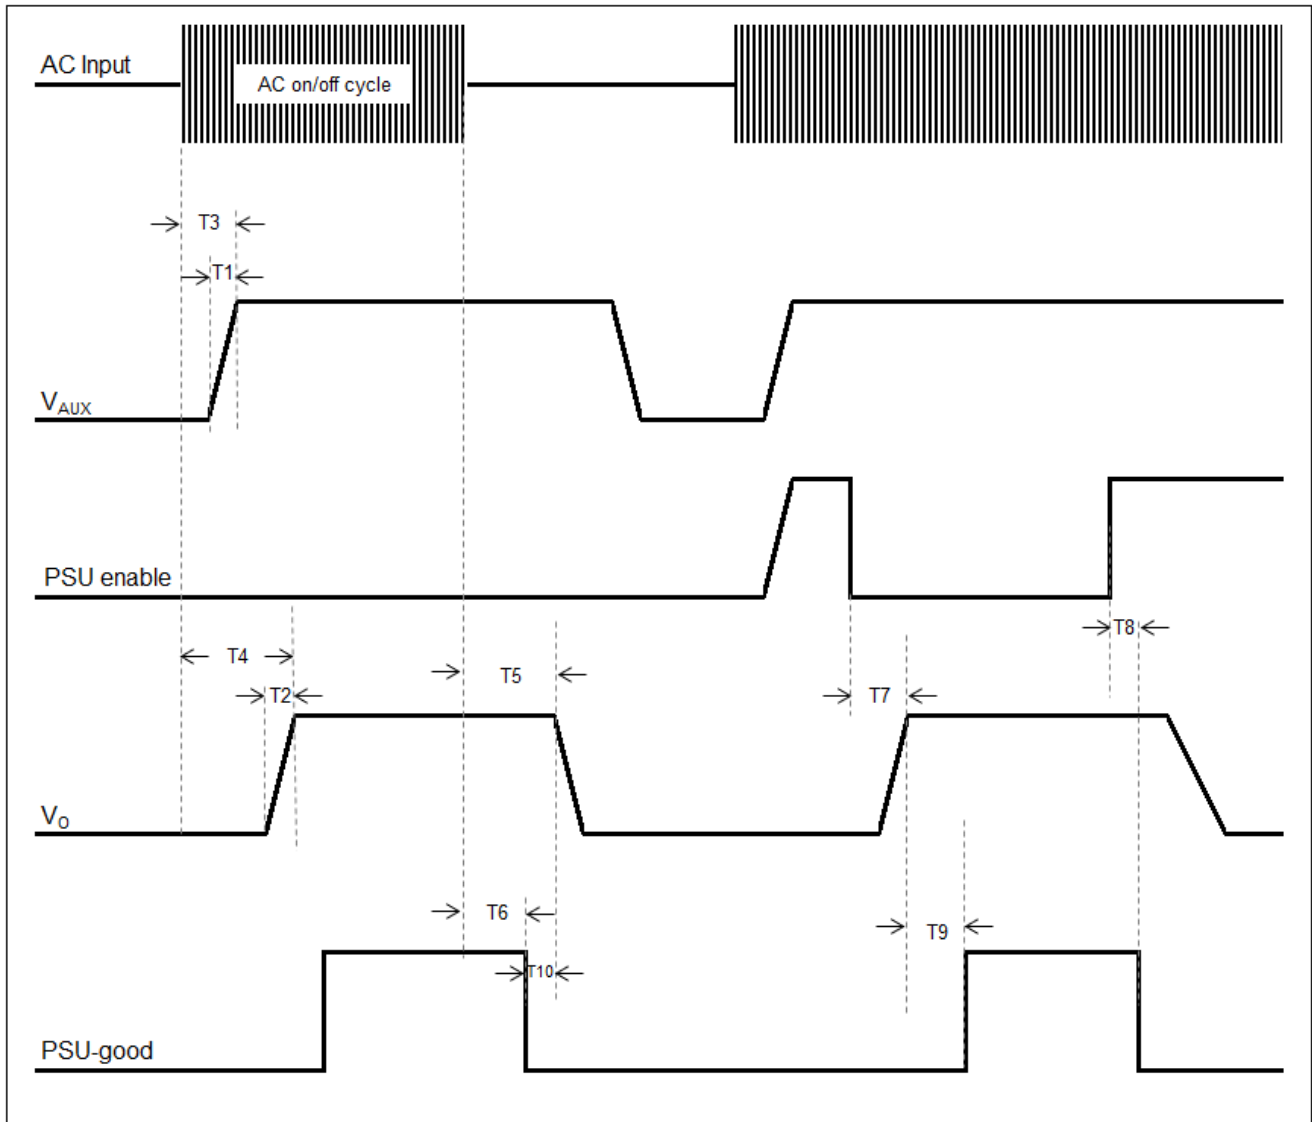 AC Input
AC on/off cycle
T3
T1
VAUX
PSU enable
T8
T4
T5
T2
T7
VO
T6
T9
T10
PSU-good